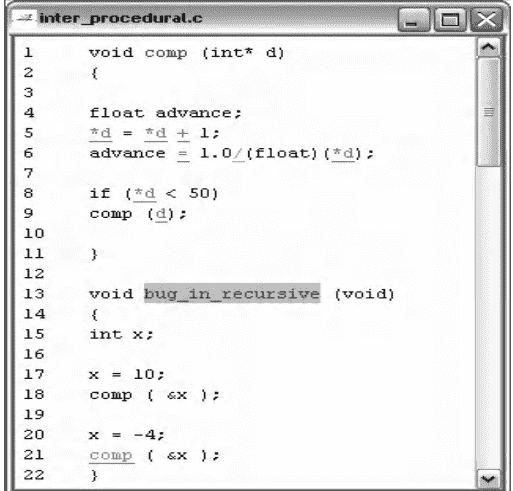 inter_procedural.c
1 void comp (int* d)
2 {
3
4 float advance;
5 *d = *d + 1;
6 advance = 1.0/(float)(*d);
7
8 if (*d < 50)
9 comp (d);
10
11 }
12
13 void bug_in_recursive (void)
14 {
15 int x;
16
17 x = 10;
18 comp ( &x );
19
20 x = -4;
21 comp ( &x );
22 }